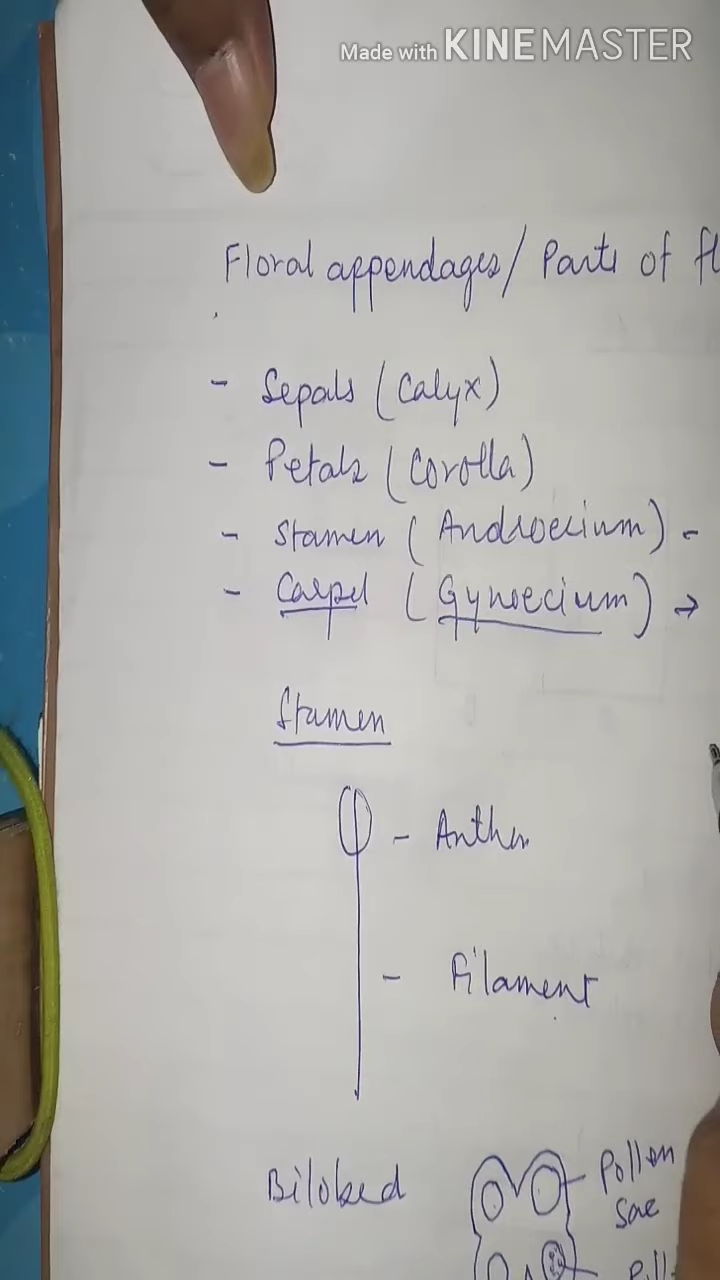 Made with KINEMASTER
Floral appendages/ Parts of fl
- Sepals (Calyx)
- Petals (Corolla)
- Stamen (Androecium) -
- Carpel (Gynoecium) →
Stamen
- Anther
- Filament
Bilobed
Pollen
sac